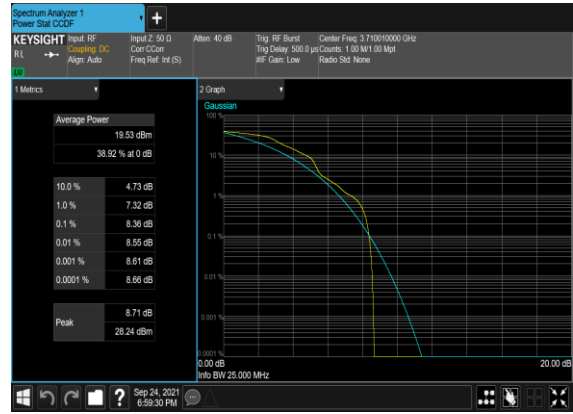 Spectrum Analyzer 1
Power Stat CCDF
KEYSIGHT
RL
LW
Input: RF
Coupling: DC
Align: Auto
Input Z: 50 Ω
Corr CCorr
Freq Ref: Int (S)
Atten: 40 dB
Trig: RF Burst
Trig Delay: 500.0 µs
#IF Gain: Low
Center Freq: 3.710010000 GHz
Counts: 1.00 M/1.00 Mpt
Radio Std: None
1 Metrics
Average Power
19.53 dBm
38.92 % at 0 dB
10.0 % 4.73 dB
1.0 % 7.32 dB
0.1 % 8.36 dB
0.01 % 8.55 dB
0.001 % 8.61 dB
0.0001 % 8.66 dB
Peak
8.71 dB
28.24 dBm
2 Graph
Gaussian
100 %
10 %
1 %
0.1 %
0.01 %
0.001 %
0.0001 %
0.00 dB
20.00 dB
Info BW 25.000 MHz
?
Sep 24, 2021
6:59:30 PM